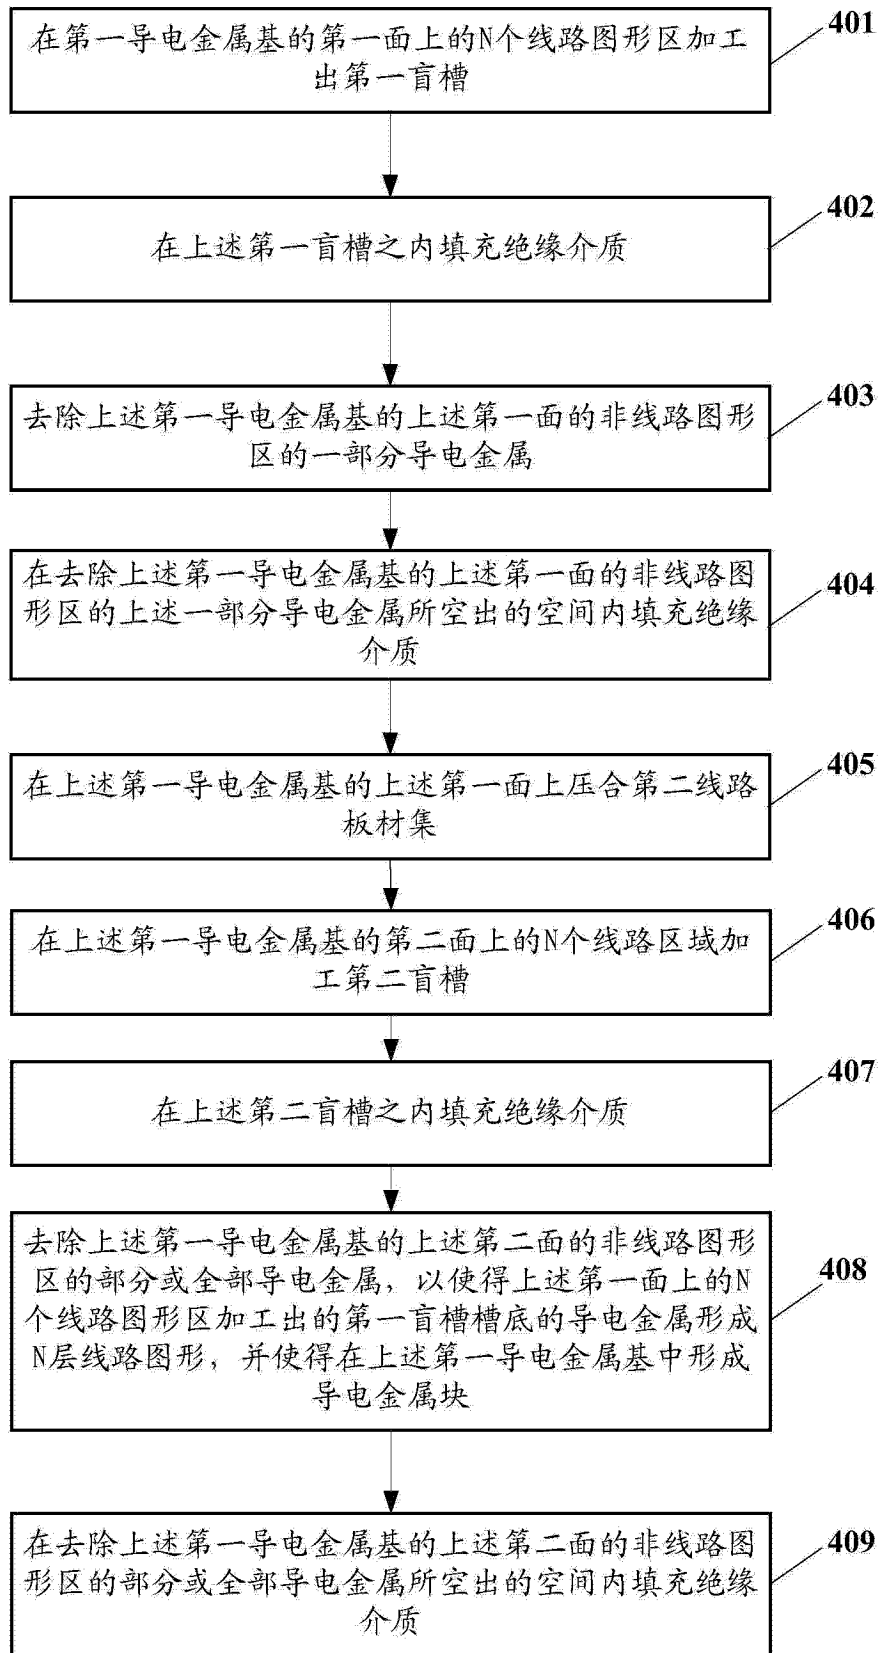 在第一导电金属基的第一面上的N个线路图形区加工
出第一盲槽
401
在上述第一盲槽之内填充绝缘介质
402
去除上述第一导电金属基的上述第一面的非线路图形
区的一部分导电金属
403
在去除上述第一导电金属基的上述第一面的非线路图
形区的上述一部分导电金属所空出的空间内填充绝缘
介质
404
在上述第一导电金属基的上述第一面上压合第二线路
板材集
405
在上述第一导电金属基的第二面上的N个线路区域加
工第二盲槽
406
在上述第二盲槽之内填充绝缘介质
407
去除上述第一导电金属基的上述第二面的非线路图形
区的部分或全部导电金属，以使得上述第一面上的N
个线路图形区加工出的第一盲槽槽底的导电金属形成
N层线路图形，并使得在上述第一导电金属基中形成
导电金属块
408
在去除上述第一导电金属基的上述第二面的非线路图
形区的部分或全部导电金属所空出的空间内填充绝缘
介质
409